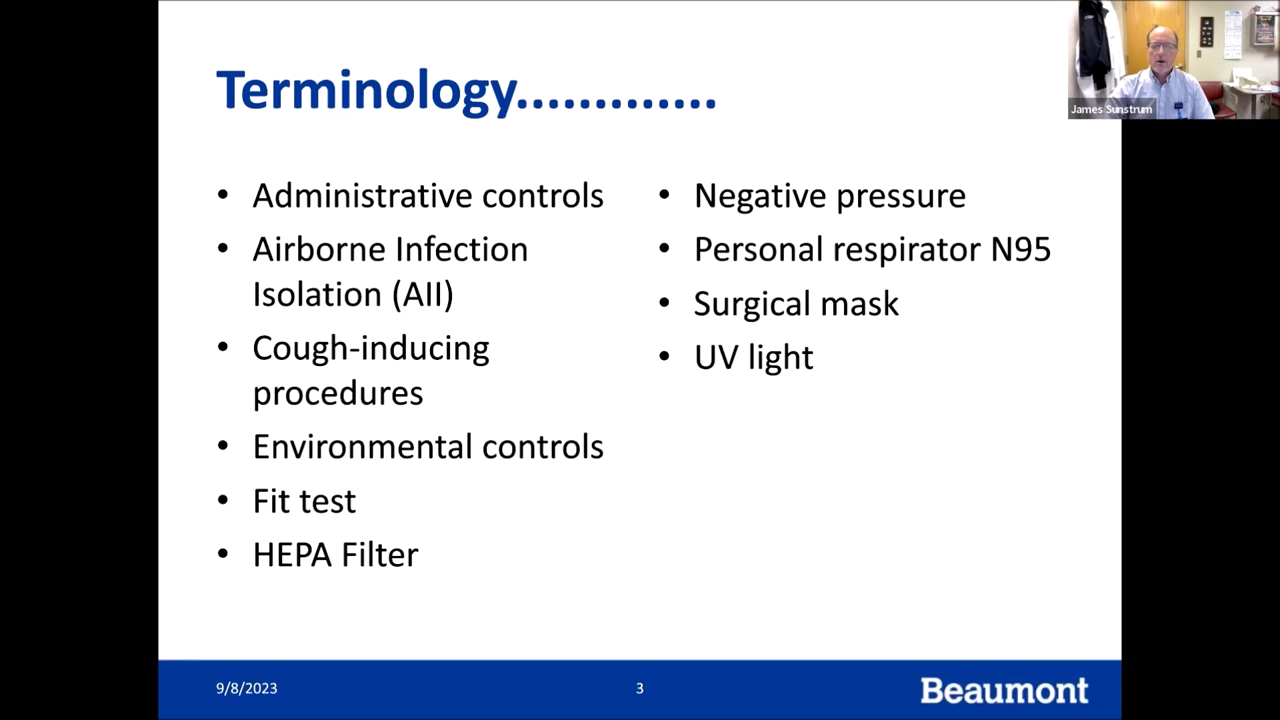 Terminology.............
James Sunstrum
• Administrative controls
• Airborne Infection
Isolation (AII)
• Cough-inducing
procedures
• Environmental controls
• Fit test
• HEPA Filter
• Negative pressure
• Personal respirator N95
• Surgical mask
• UV light
9/8/2023
3
Beaumont